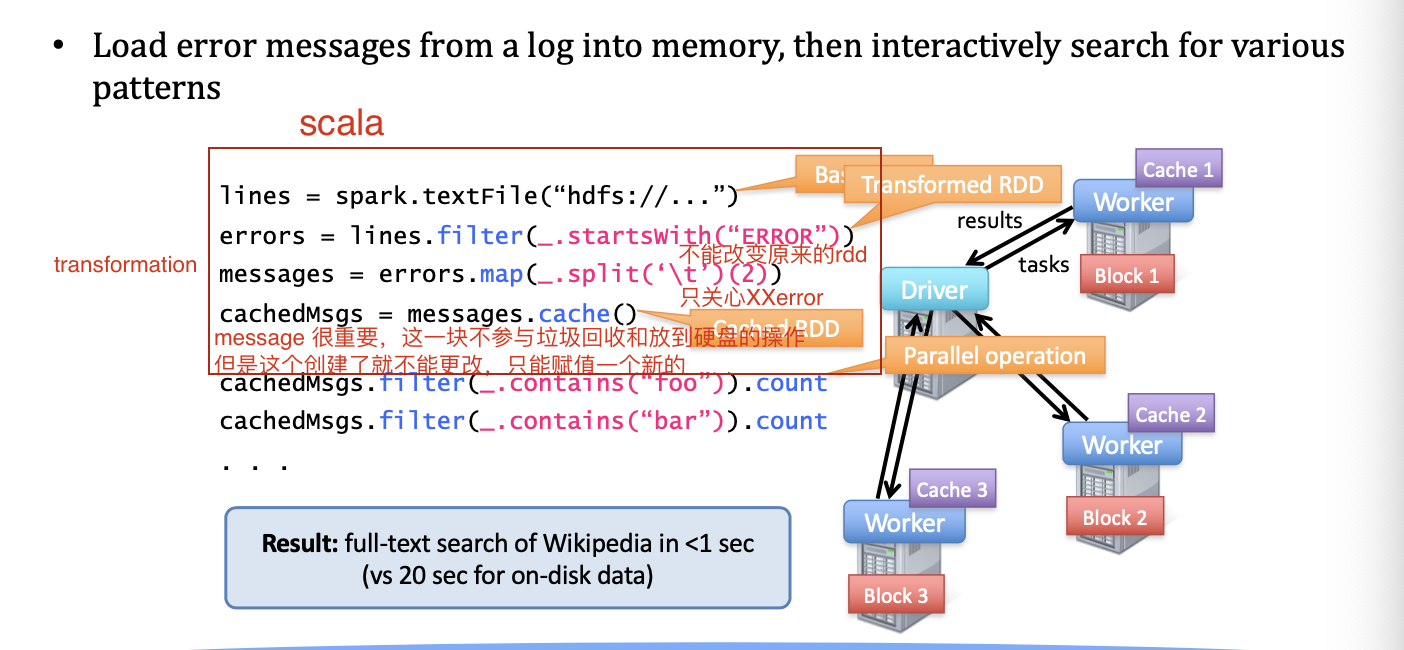 • Load error messages from a log into memory, then interactively search for various
patterns
scala
lines = spark.textFile(“hdfs://...”)
Transformed RDD
errors = lines.filter(_.startsWith(“ERROR”))
不能改变原来的rdd
transformation
messages = errors.map(_.split(‘\t’)(2))
只关心XXerror
cachedMsgs = messages.cache()
Cached RDD
message 很重要，这一块不参与垃圾回收和放到硬盘的操作
但是这个创建了就不能更改，只能赋值一个新的
cachedMsgs.filter(_.contains(“foo”)).count
Parallel operation
cachedMsgs.filter(_.contains(“bar”)).count
. . .
Result: full-text search of Wikipedia in <1 sec
(vs 20 sec for on-disk data)
Cache 1
Worker
results
tasks
Block 1
Driver
Cache 2
Worker
Block 2
Cache 3
Worker
Block 3